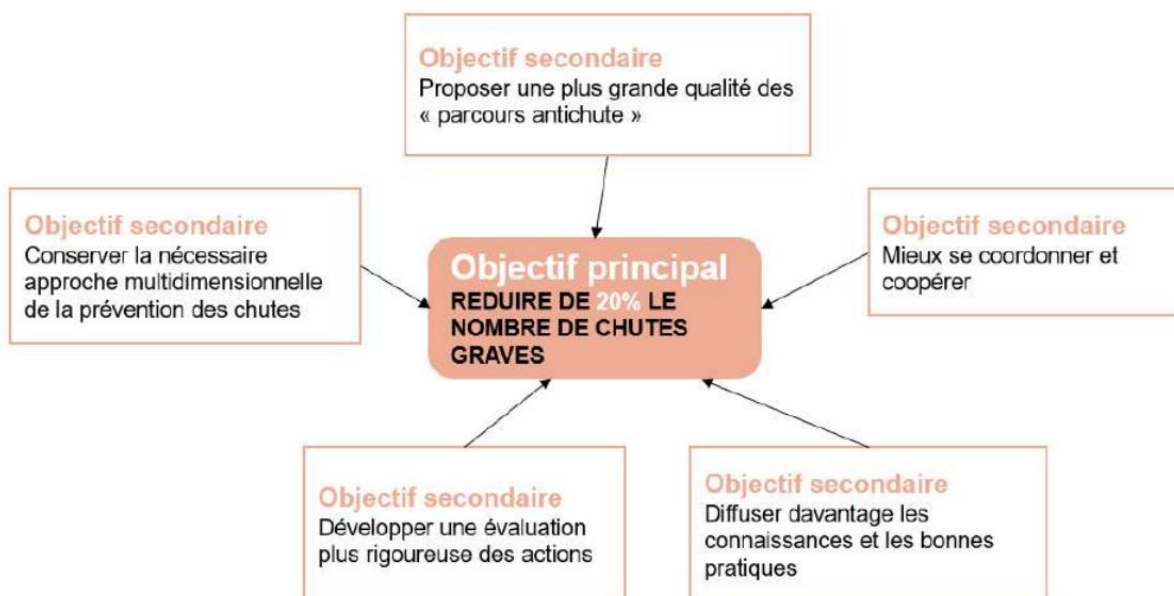 Objectif secondaire
Proposer une plus grande qualité des
« parcours antichute »
Objectif secondaire
Conserver la nécessaire
approche multidimensionnelle
de la prévention des chutes
Objectif principal
REDUIRE DE 20% LE
NOMBRE DE CHUTES
GRAVES
Objectif secondaire
Mieux se coordonner et
coopérer
Objectif secondaire
Développer une évaluation
plus rigoureuse des actions
Objectif secondaire
Diffuser davantage les
connaissances et les bonnes
pratiques